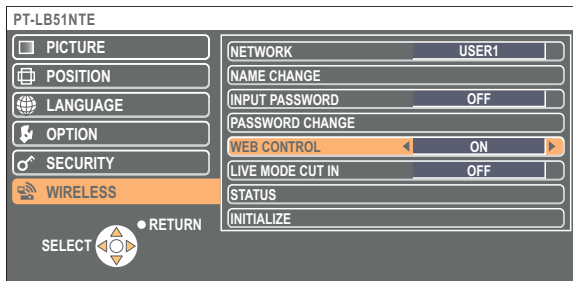 PT-LB51NTE
PICTURE
POSITION
LANGUAGE
OPTION
SECURITY
WIRELESS
RETURN
SELECT
NETWORK USER1
NAME CHANGE
INPUT PASSWORD OFF
PASSWORD CHANGE
WEB CONTROL ON
LIVE MODE CUT IN OFF
STATUS
INITIALIZE